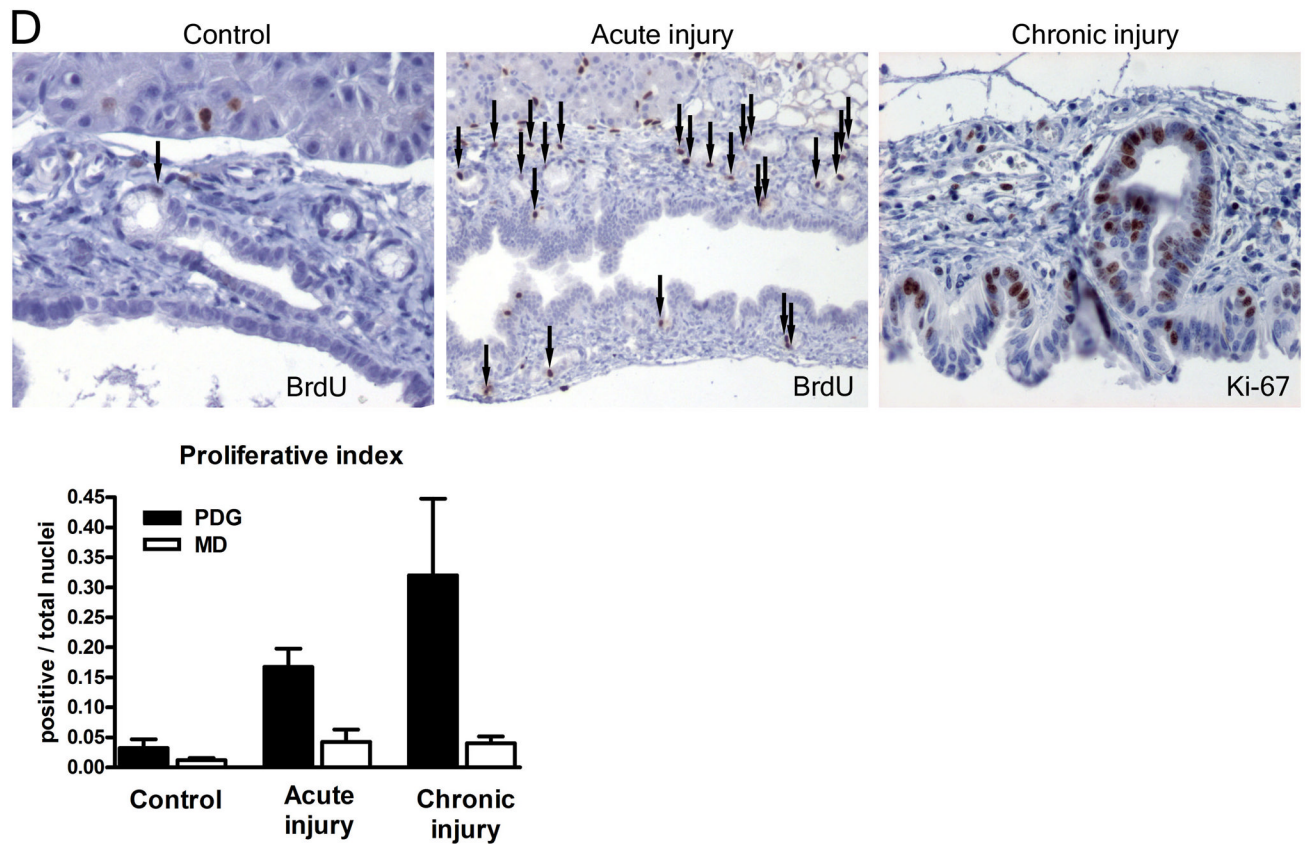 D
Control Acute injury Chronic injury
BrdU BrdU Ki-67
Proliferative index
PDG
MD
positive / total nuclei
0.45
0.40
0.35
0.30
0.25
0.20
0.15
0.10
0.05
0.00
Control Acute injury Chronic injury